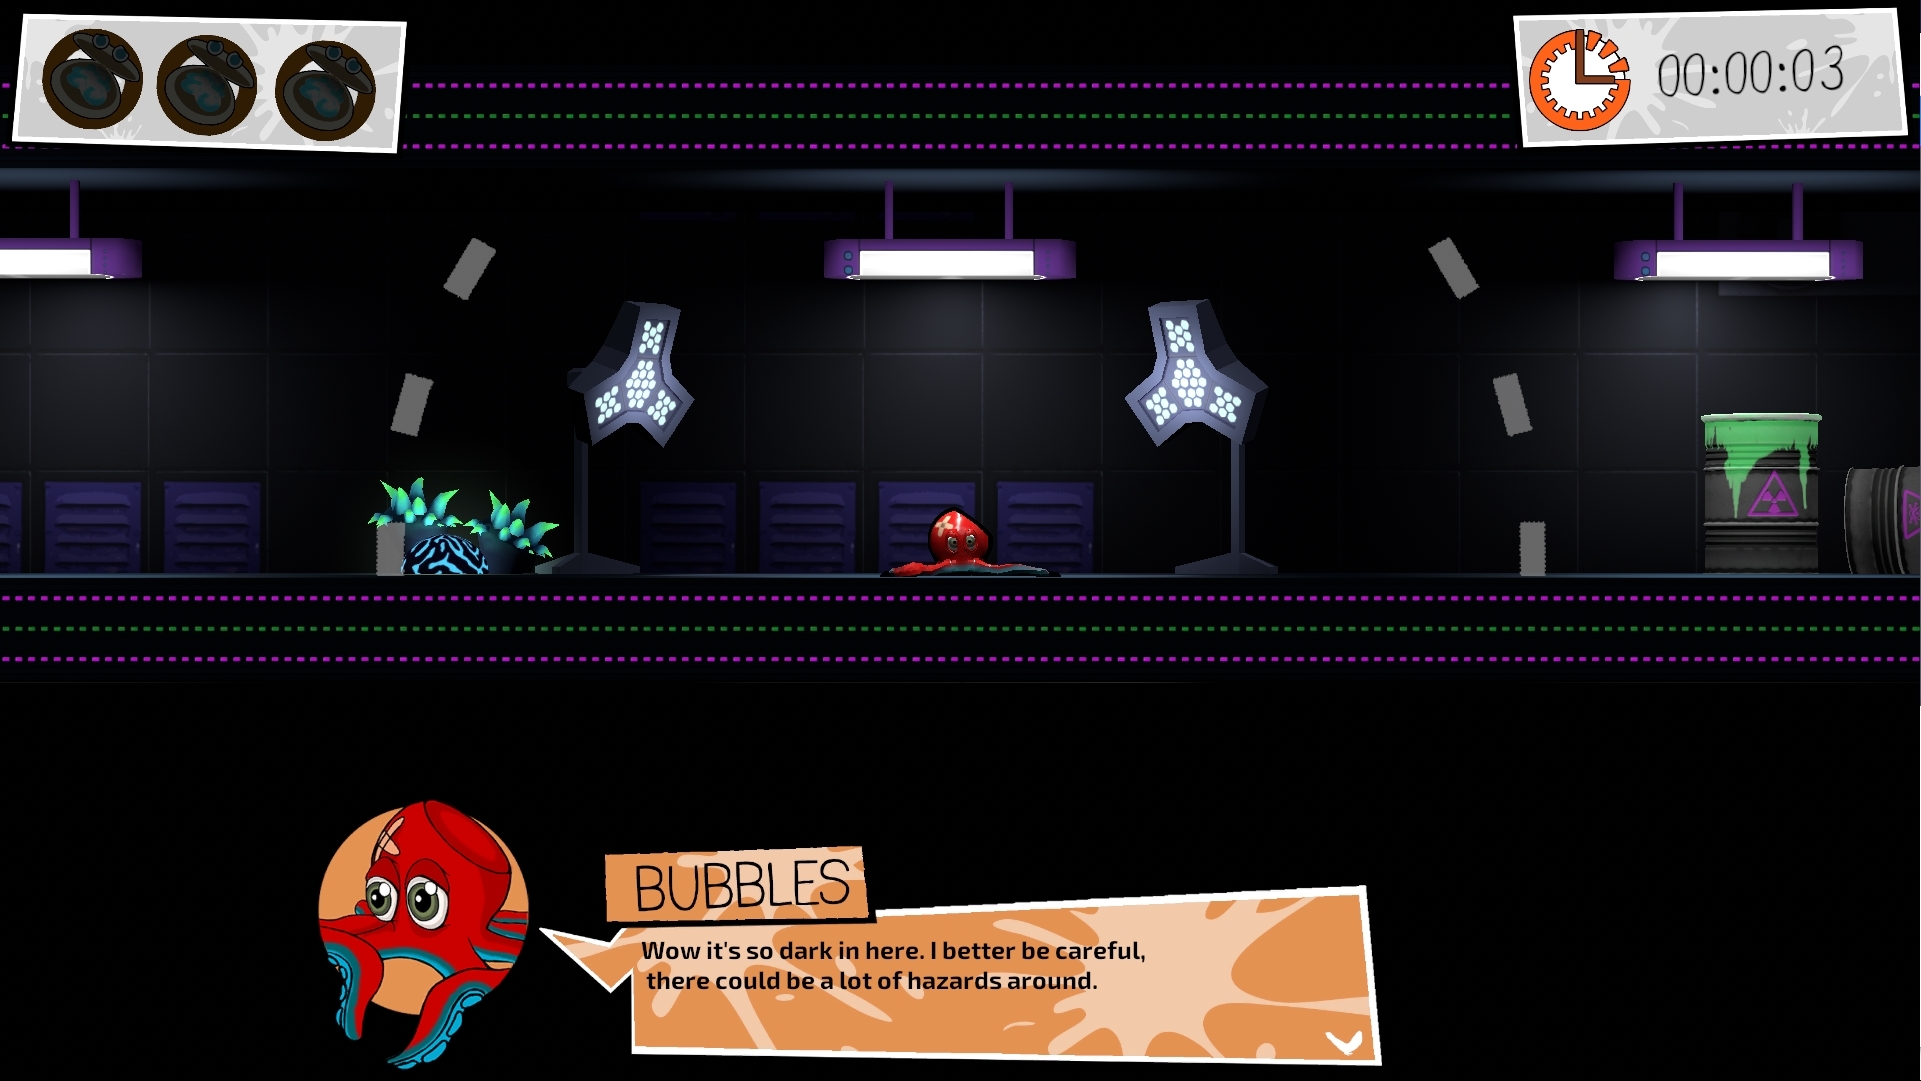 00:00:03
BUBBLES
Wow it's so dark in here. I better be careful,
there could be a lot of hazards around.